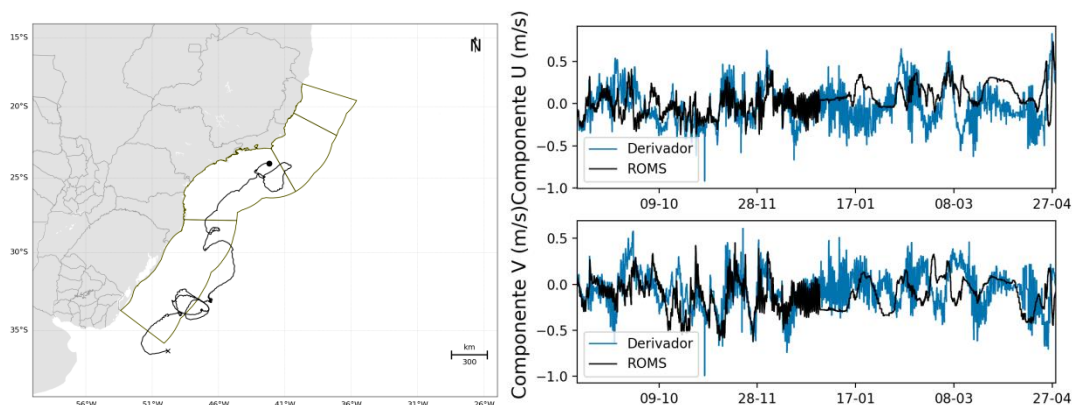 15°S
20°S
25°S
30°S
35°S
56°W 51°W 46°W 41°W 36°W 31°W 26°W
N
km
300
Componente U (m/s)
0.5
0.0
−0.5
−1.0
Derivador
ROMS
09-10 28-11 17-01 08-03 27-04
Componente V (m/s)
0.5
0.0
−0.5
−1.0
Derivador
ROMS
09-10 28-11 17-01 08-03 27-04